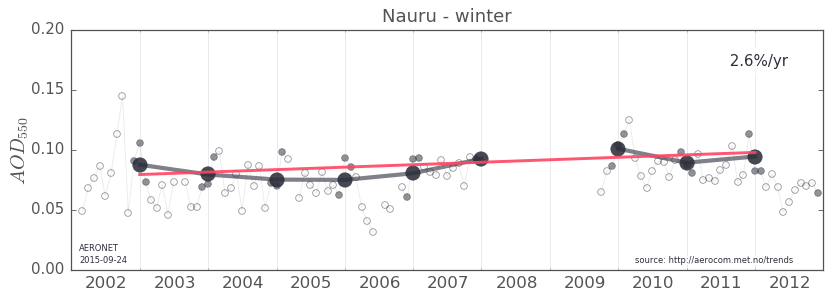 Nauru - winter
0.20
2.6%/yr
0.15
AOD550
0.10
0.05
AERONET
2015-09-24
source: http://aerocom.met.no/trends
0.00
2002 2003 2004 2005 2006 2007 2008 2009 2010 2011 2012